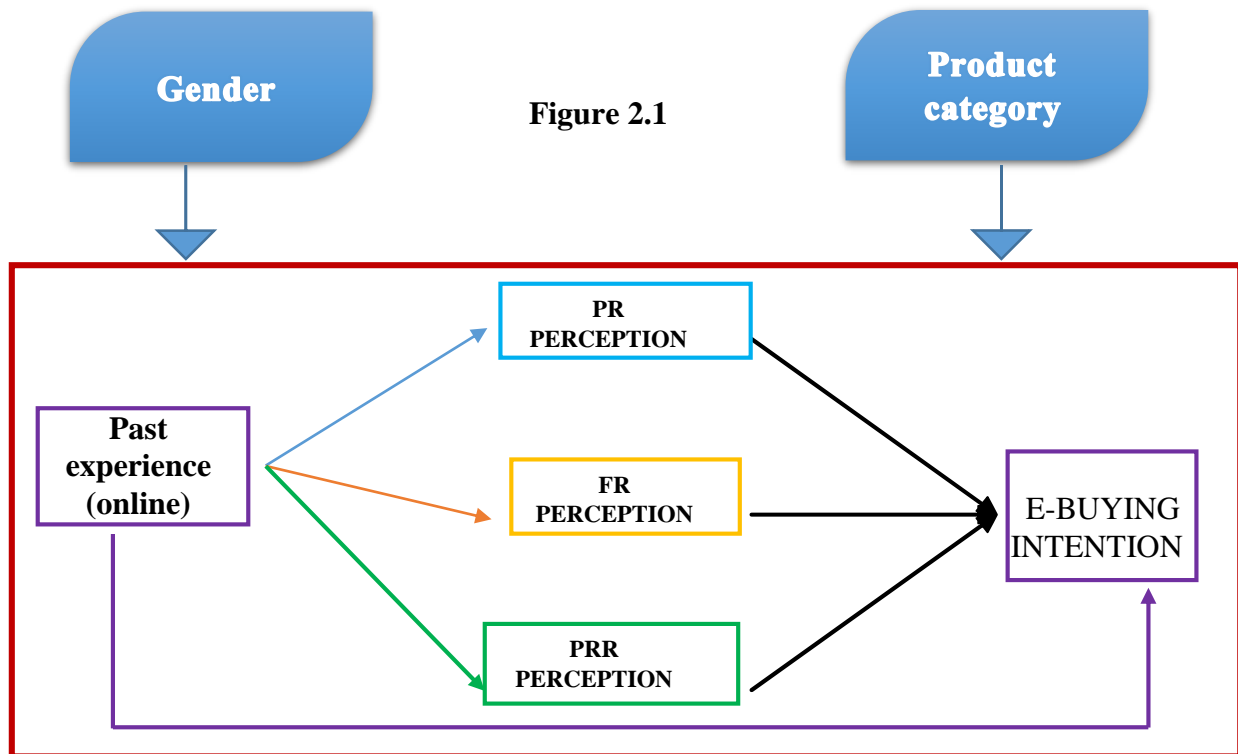 Gender
Product
category
Figure 2.1
PR
PERCEPTION
Past
experience
(online)
FR
PERCEPTION
E-BUYING
INTENTION
PRR
PERCEPTION